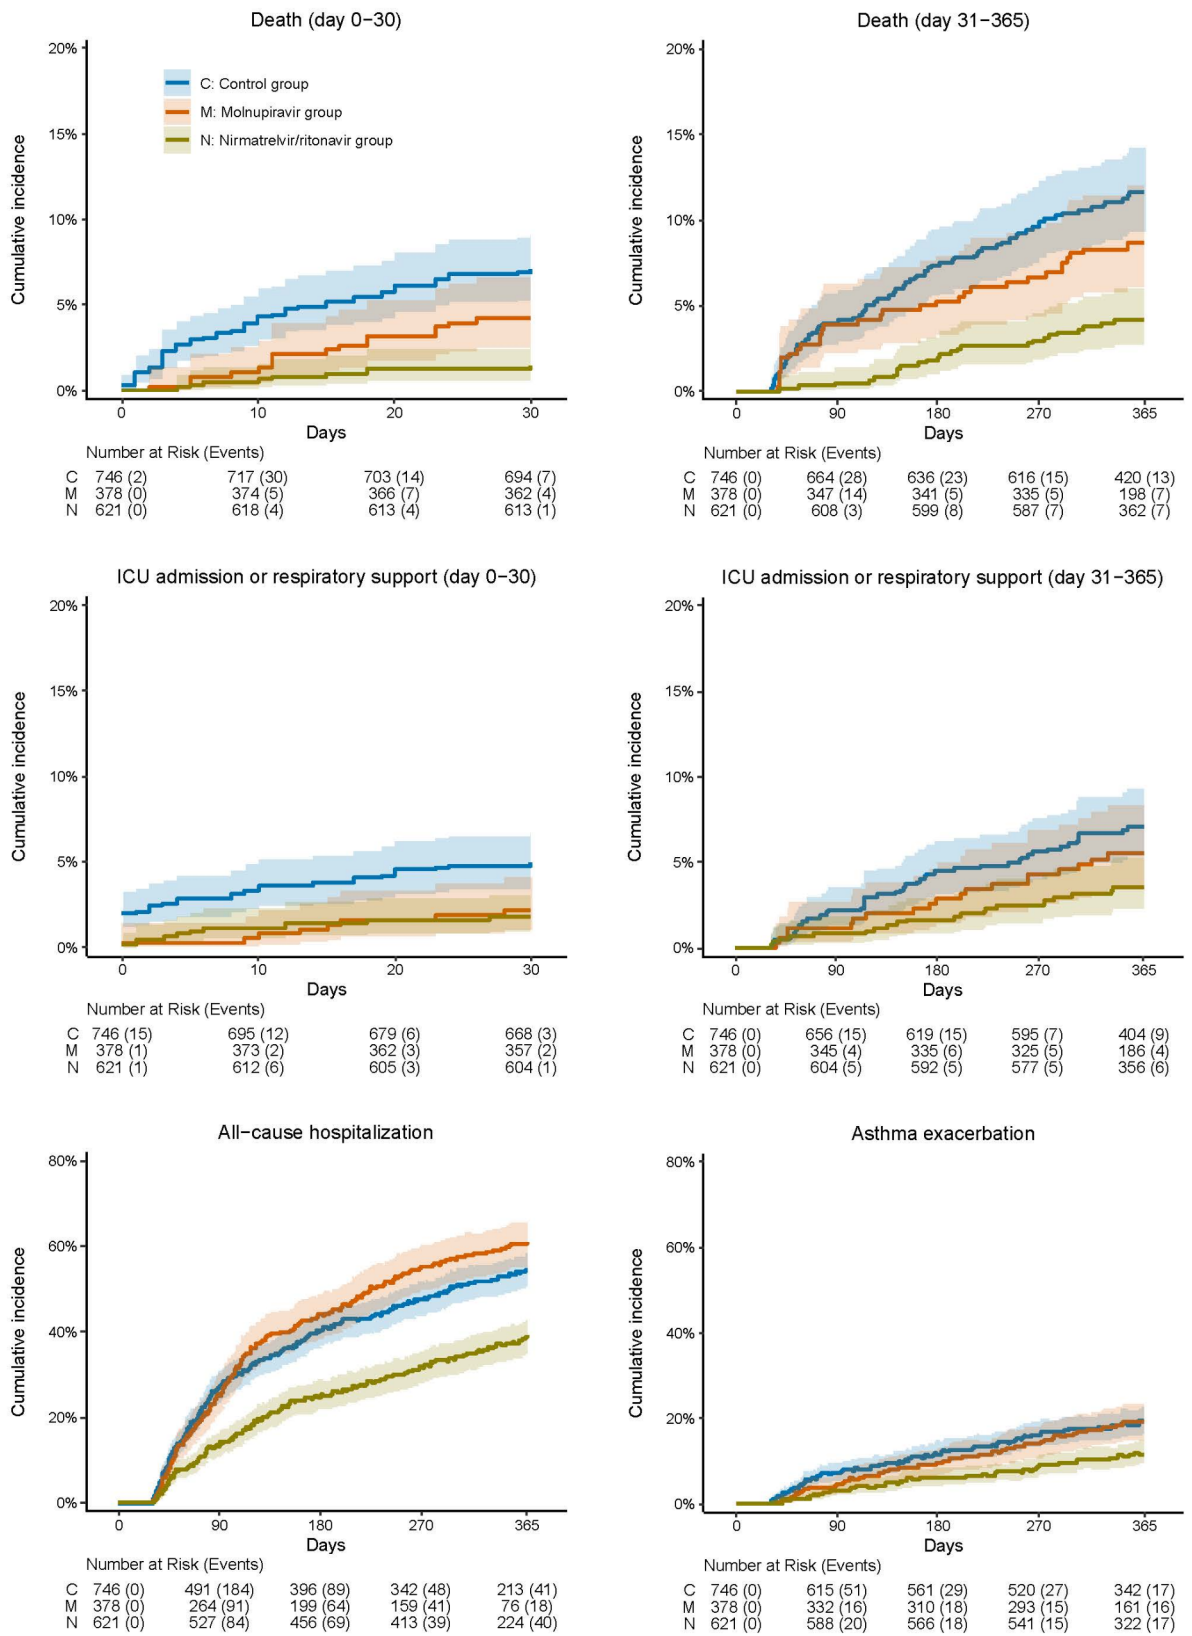 Death (day 0−30)
20%
15%
10%
5%
0%
Cumulative incidence
C: Control group
M: Molnupiravir group
N: Nirmatrelvir/ritonavir group
0 10 20 30
Days
Number at Risk (Events)
C 746 (2) 717 (30) 703 (14) 694 (7)
M 378 (0) 374 (5) 366 (7) 362 (4)
N 621 (0) 618 (4) 613 (4) 613 (1)
Death (day 31−365)
20%
15%
10%
5%
0%
Cumulative incidence
0 90 180 270 365
Days
Number at Risk (Events)
C 746 (0) 664 (28) 636 (23) 616 (15) 420 (13)
M 378 (0) 347 (14) 341 (5) 335 (5) 198 (7)
N 621 (0) 608 (3) 599 (8) 587 (7) 362 (7)
ICU admission or respiratory support (day 0−30)
20%
15%
10%
5%
0%
Cumulative incidence
0 10 20 30
Days
Number at Risk (Events)
C 746 (15) 695 (12) 679 (6) 668 (3)
M 378 (1) 373 (2) 362 (3) 357 (2)
N 621 (1) 612 (6) 605 (3) 604 (1)
ICU admission or respiratory support (day 31−365)
20%
15%
10%
5%
0%
Cumulative incidence
0 90 180 270 365
Days
Number at Risk (Events)
C 746 (0) 656 (15) 619 (15) 595 (7) 404 (9)
M 378 (0) 345 (4) 335 (6) 325 (5) 186 (4)
N 621 (0) 604 (5) 592 (5) 577 (5) 356 (6)
All−cause hospitalization
80%
60%
40%
20%
0%
Cumulative incidence
0 90 180 270 365
Days
Number at Risk (Events)
C 746 (0) 491 (184) 396 (89) 342 (48) 213 (41)
M 378 (0) 264 (91) 199 (64) 159 (41) 76 (18)
N 621 (0) 527 (84) 456 (69) 413 (39) 224 (40)
Asthma exacerbation
80%
60%
40%
20%
0%
Cumulative incidence
0 90 180 270 365
Days
Number at Risk (Events)
C 746 (0) 615 (51) 561 (29) 520 (27) 342 (17)
M 378 (0) 332 (16) 310 (18) 293 (15) 161 (16)
N 621 (0) 588 (20) 566 (18) 541 (15) 322 (17)